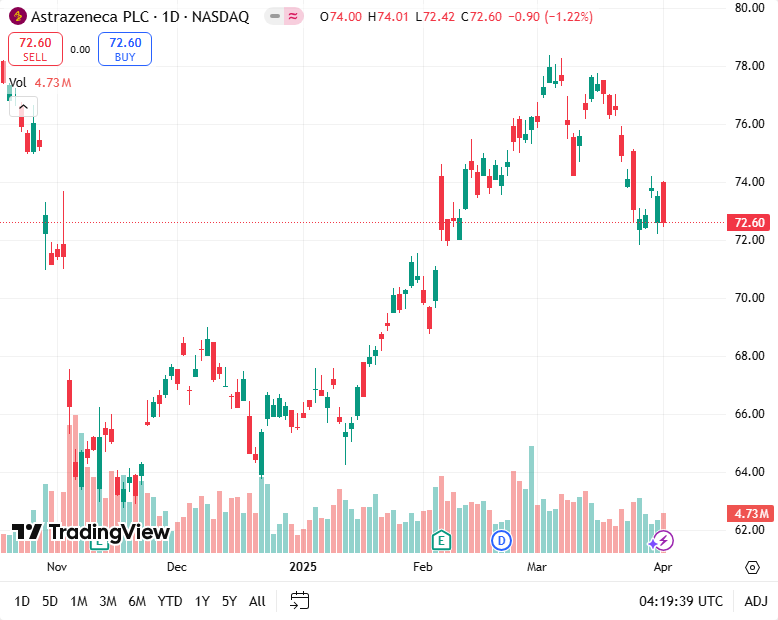 Astrazeneca PLC · 1D · NASDAQ O74.00 H74.01 L72.42 C72.60 −0.90 (−1.22%)
72.60 SELL 0.00 72.60 BUY
Vol 4.73M
80.00
78.00
76.00
74.00
72.60
72.00
70.00
68.00
66.00
64.00
4.73M
62.00
TradingView
E E D
Nov Dec 2025 Feb Mar Apr
1D 5D 1M 3M 6M YTD 1Y 5Y All 04:19:39 UTC ADJ